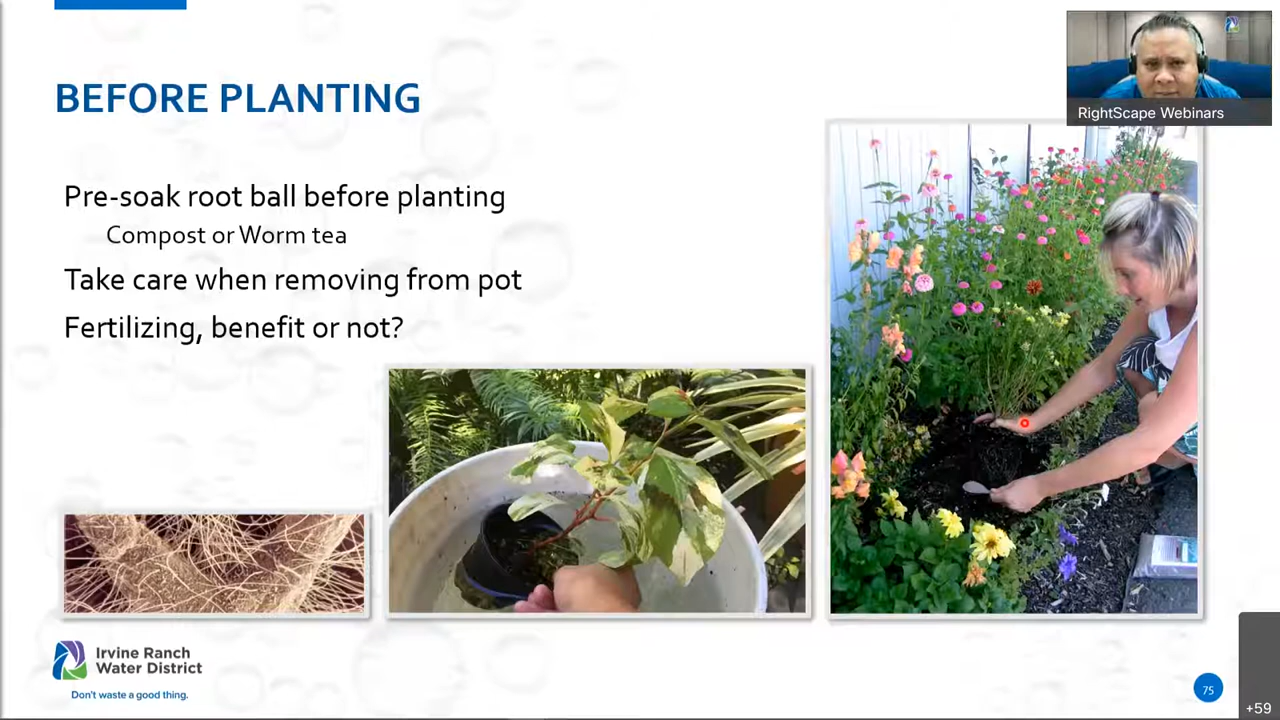 BEFORE PLANTING
Pre-soak root ball before planting
Compost or Worm tea
Take care when removing from pot
Fertilizing, benefit or not?
RightScape Webinars
Irvine Ranch
Water District
Don't waste a good thing.
75
+59